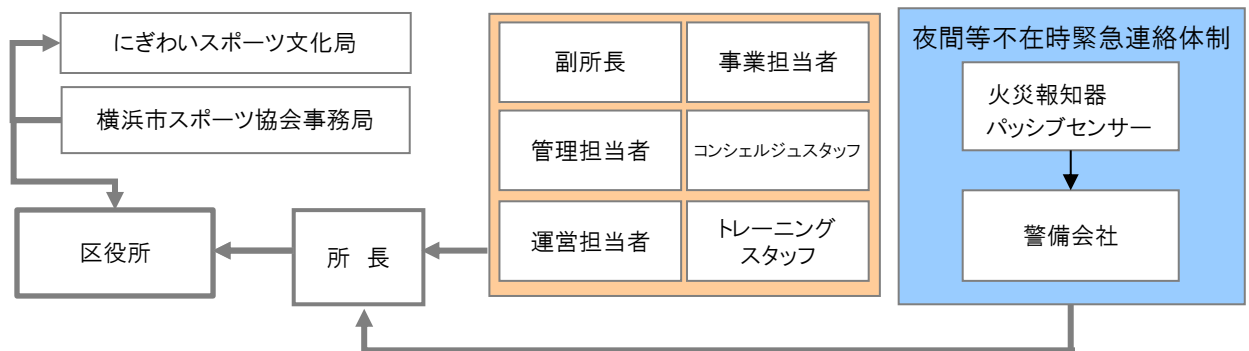 にぎわいスポーツ文化局
横浜市スポーツ協会事務局
区役所
所 長
副所長
事業担当者
管理担当者
コンシェルジュスタッフ
運営担当者
トレーニング
スタッフ
夜間等不在時緊急連絡体制
火災報知器
パッシブセンサー
警備会社